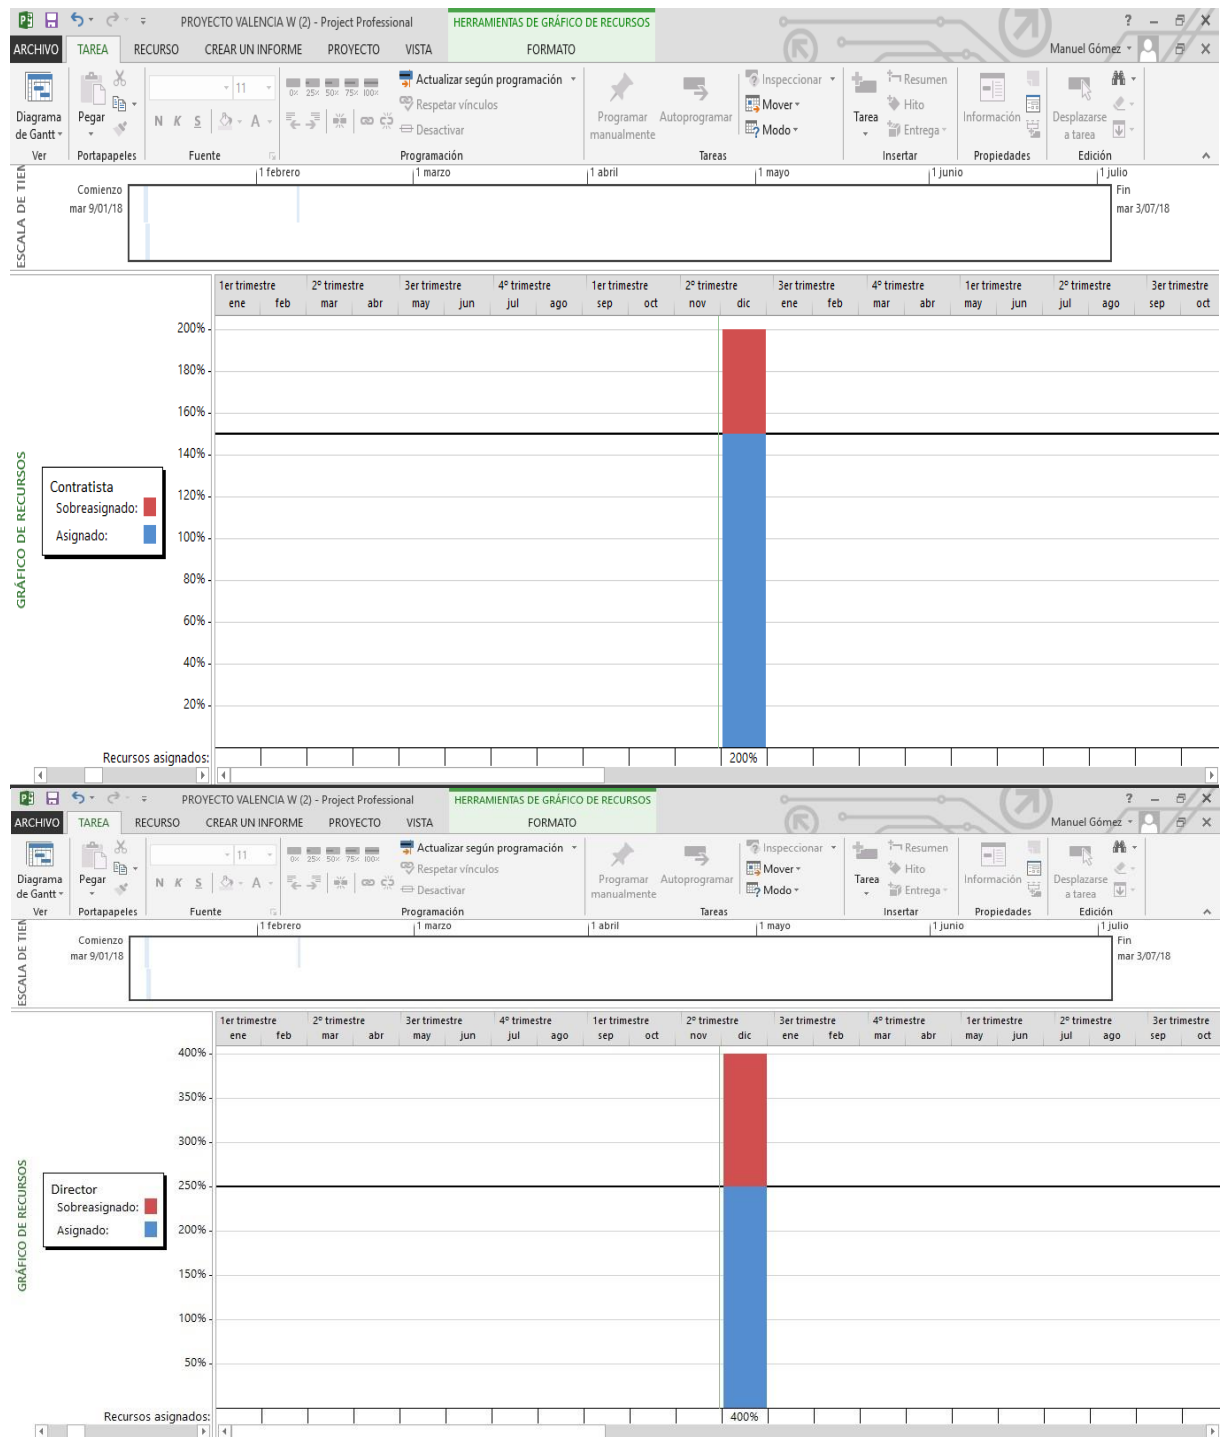 PROYECTO VALENCIA W (2) - Project Professional
HERRAMIENTAS DE GRÁFICO DE RECURSOS
?
ARCHIVO TAREA RECURSO CREAR UN INFORME PROYECTO VISTA FORMATO
Manuel Gómez
Diagrama de Gantt
Pegar
11
N K S A
0% 25% 50% 75% 100%
Actualizar según programación
Respetar vínculos
Desactivar
Programar manualmente
Autoprogramar
Inspeccionar
Mover
Modo
Tarea
Resumen
Hito
Entrega
Información
Desplazarse a tarea
Ver Portapapeles Fuente Programación Tareas Insertar Propiedades Edición
ESCALA DE TIEM
1 febrero 1 marzo 1 abril 1 mayo 1 junio 1 julio
Comienzo
mar 9/01/18
Fin
mar 3/07/18
1er trimestre 2º trimestre 3er trimestre 4º trimestre 1er trimestre 2º trimestre 3er trimestre 4º trimestre 1er trimestre 2º trimestre 3er trimestre
ene feb mar abr may jun jul ago sep oct nov dic ene feb mar abr may jun jul ago sep oct
GRÁFICO DE RECURSOS
Contratista
Sobreasignado:
Asignado:
200%
180%
160%
140%
120%
100%
80%
60%
40%
20%
Recursos asignados: 200%
PROYECTO VALENCIA W (2) - Project Professional
HERRAMIENTAS DE GRÁFICO DE RECURSOS
?
ARCHIVO TAREA RECURSO CREAR UN INFORME PROYECTO VISTA FORMATO
Manuel Gómez
Diagrama de Gantt
Pegar
11
N K S A
0% 25% 50% 75% 100%
Actualizar según programación
Respetar vínculos
Desactivar
Programar manualmente
Autoprogramar
Inspeccionar
Mover
Modo
Tarea
Resumen
Hito
Entrega
Información
Desplazarse a tarea
Ver Portapapeles Fuente Programación Tareas Insertar Propiedades Edición
ESCALA DE TIEM
1 febrero 1 marzo 1 abril 1 mayo 1 junio 1 julio
Comienzo
mar 9/01/18
Fin
mar 3/07/18
1er trimestre 2º trimestre 3er trimestre 4º trimestre 1er trimestre 2º trimestre 3er trimestre 4º trimestre 1er trimestre 2º trimestre 3er trimestre
ene feb mar abr may jun jul ago sep oct nov dic ene feb mar abr may jun jul ago sep oct
GRÁFICO DE RECURSOS
Director
Sobreasignado:
Asignado:
400%
350%
300%
250%
200%
150%
100%
50%
Recursos asignados: 400%